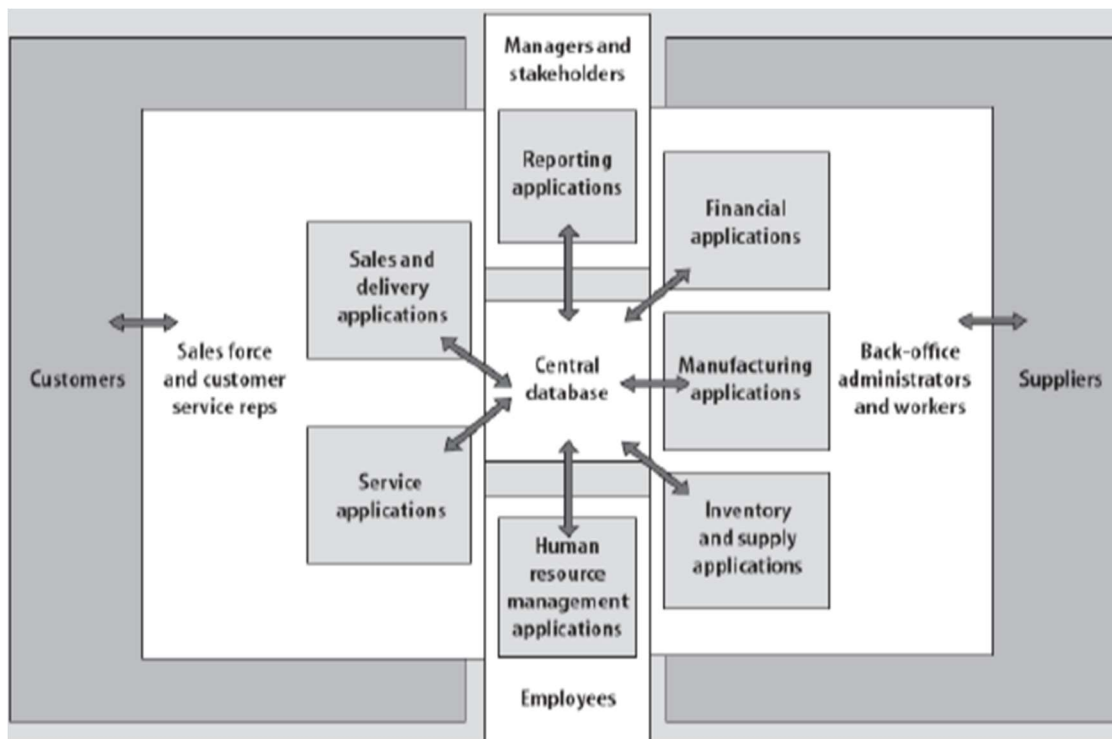 Managers and
stakeholders
Reporting
applications
Financial
applications
Sales and
delivery
applications
Customers
Sales force
and customer
service reps
Central
database
Manufacturing
applications
Back-office
administrators
and workers
Suppliers
Service
applications
Inventory
and supply
applications
Human
resource
management
applications
Employees